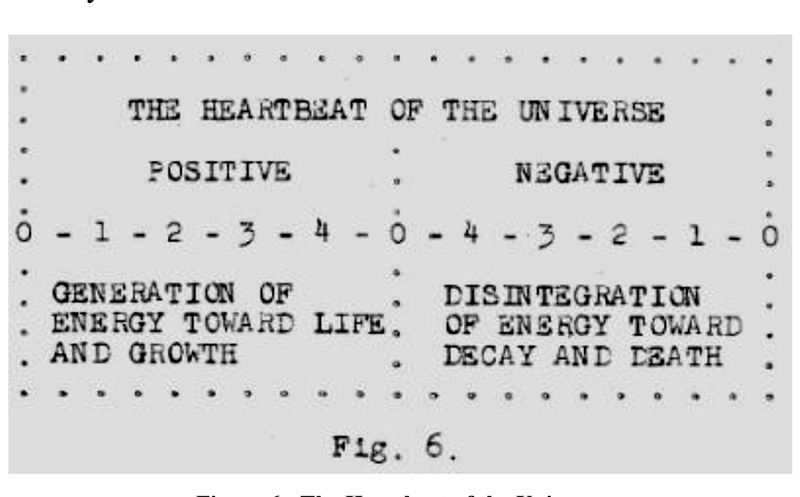 THE HEARTBEAT OF THE UNIVERSE
POSITIVE NEGATIVE
0 - 1 - 2 - 3 - 4 - 0 - 4 - 3 - 2 - 1 - 0
GENERATION OF
ENERGY TOWARD LIFE
AND GROWTH
DISINTEGRATION
OF ENERGY TOWARD
DECAY AND DEATH
Fig. 6.